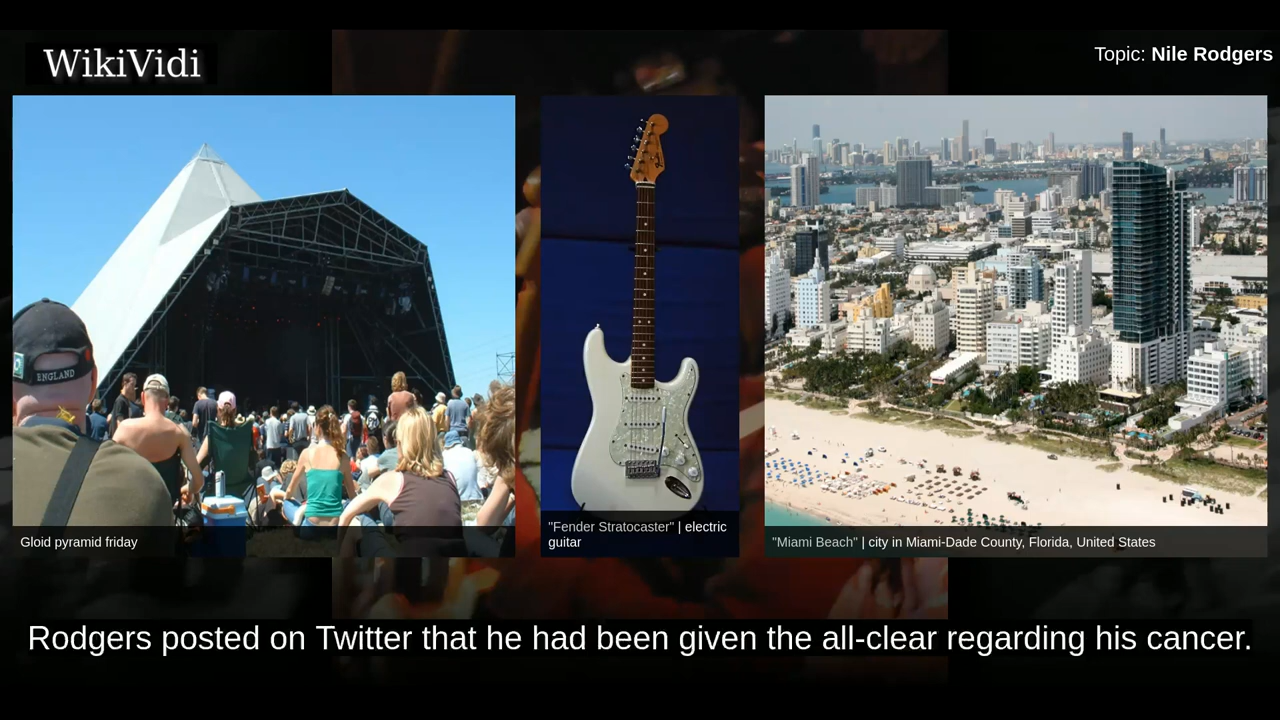 WikiVidi
Topic: Nile Rodgers
ENGLAND
Gloid pyramid friday
"Fender Stratocaster" | electric
guitar
"Miami Beach" | city in Miami-Dade County, Florida, United States
Rodgers posted on Twitter that he had been given the all-clear regarding his cancer.